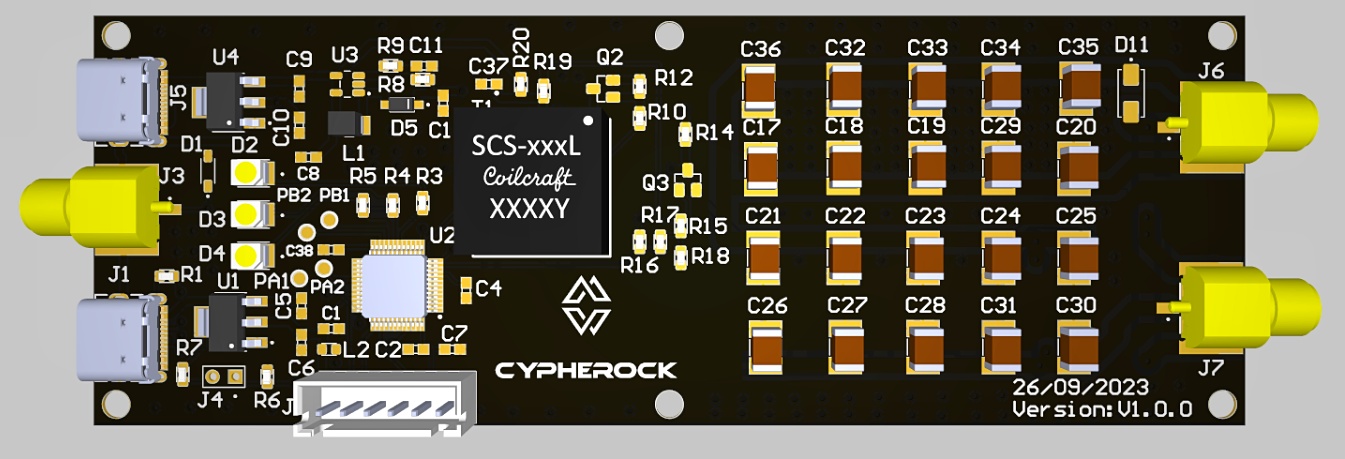 U4
C9
U3
R9
C11
R20
C37
R19
Q2
C36
C32
C33
C34
C35
D11
J6
R8
R12
J5
C10
D5
C1
T1
R10
R14
D1
D2
L1
SCS-xxxL
Coilcraft
XXXXY
C17
C18
C19
C29
C20
J3
C8
R5
R4
R3
Q3
PB2
PB1
D3
R17
R15
C21
C22
C23
C24
C25
U2
C38
D4
R16
R18
J1
R1
U1
PA1
PA2
C4
C5
C26
C27
C28
C31
C30
C1
C7
R7
C6
L2
C2
CYPHEROCK
J7
J4
R6
J
26/09/2023
Version:V1.0.0